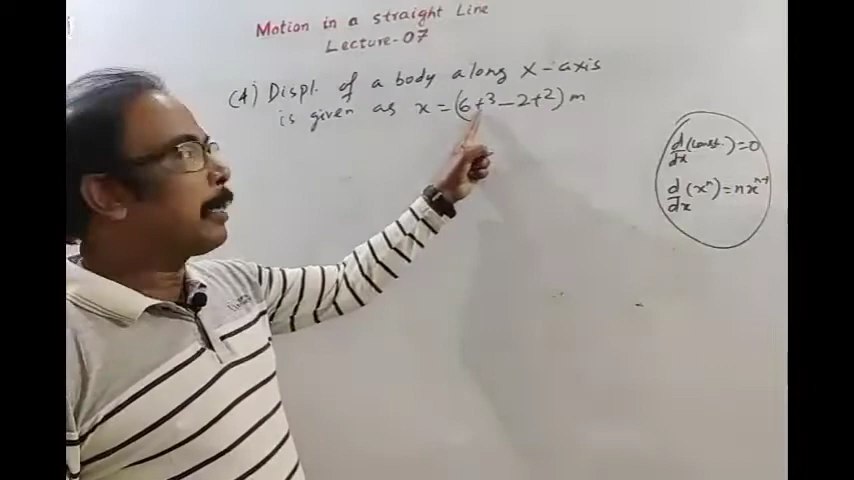 Motion in a straight Line
Lecture-07
(A) Displ. of a body along X-axis
is given as x = (6t³ - 2t²) m
d/dx (const.) = 0
d/dx (xⁿ) = nxⁿ⁻¹